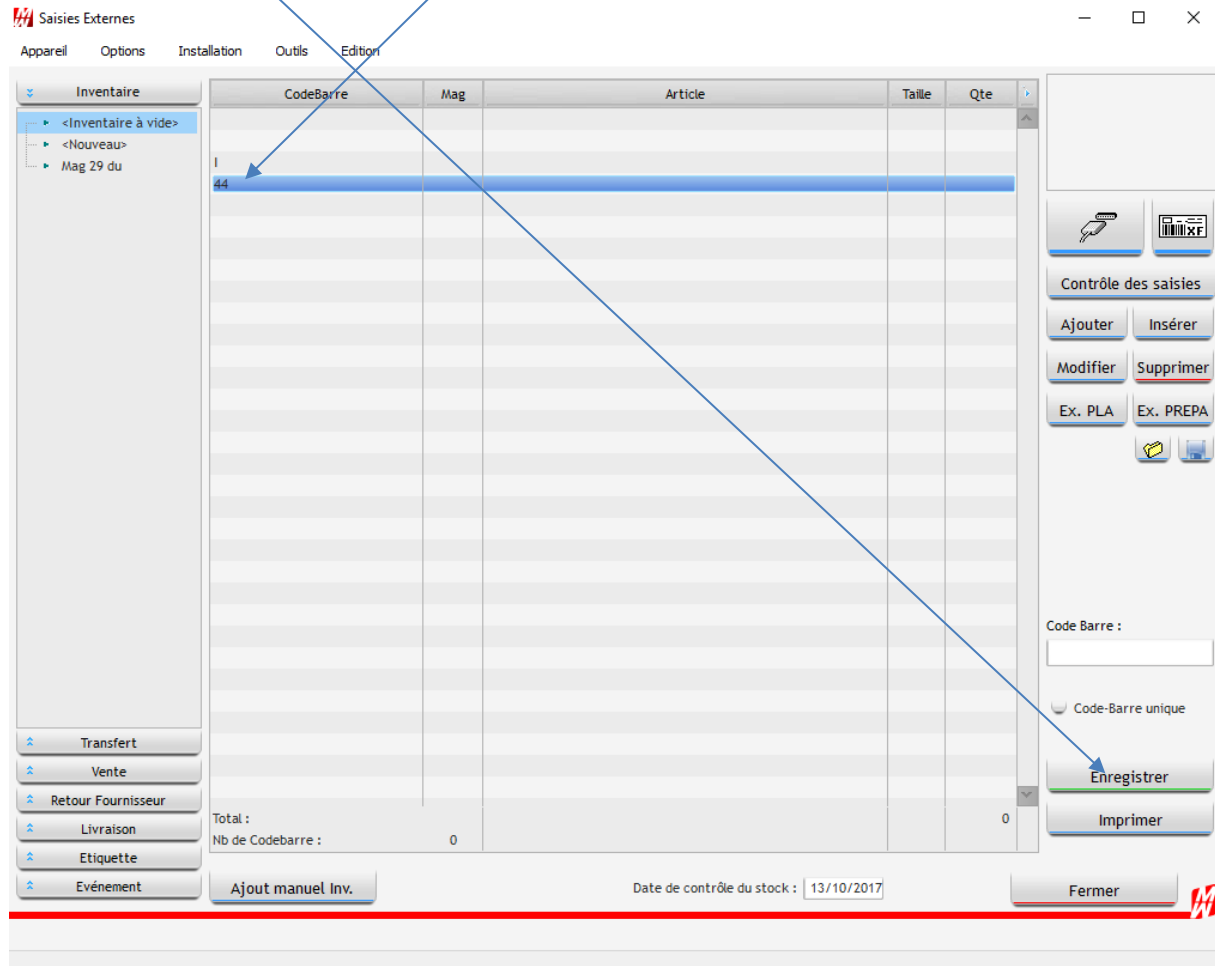 Saisies Externes
Appareil Options Installation Outils Edition
Inventaire
<Inventaire à vide>
<Nouveau>
Mag 29 du
CodeBarre Mag Article Taille Qte
I
44
Total : 0
Nb de Codebarre : 0
XF
Contrôle des saisies
Ajouter Insérer
Modifier Supprimer
Ex. PLA Ex. PREPA
Code Barre :
Code-Barre unique
Enregistrer
Imprimer
Transfert
Vente
Retour Fournisseur
Livraison
Etiquette
Evénement
Ajout manuel Inv.
Date de contrôle du stock : 13/10/2017
Fermer